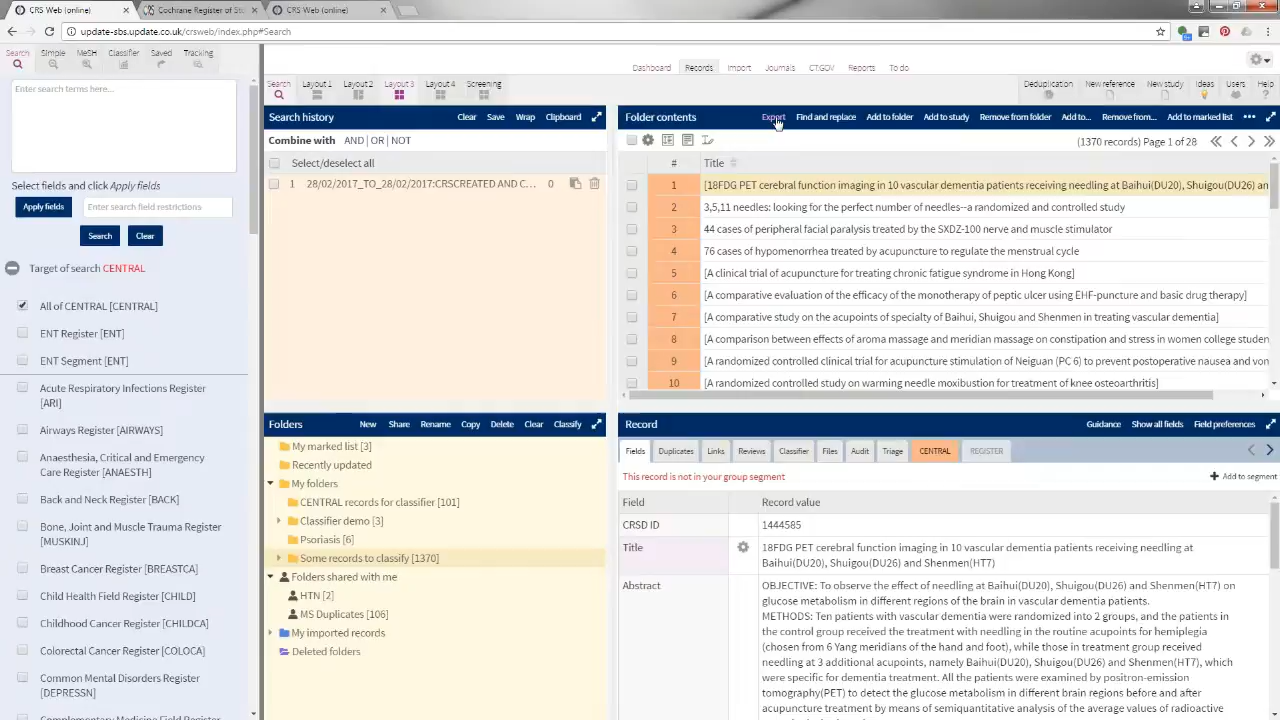 CRS Web (online)
Cochrane Register of Stu
CRS Web (online)
update-sbs.update.co.uk/crsweb/index.php#Search
Search Simple MeSH Classifier Saved Tracking
Dashboard Records Import Journals CT.GOV Reports To do
Search Layout 1 Layout 2 Layout 3 Layout 4 Screening
Deduplication New reference New study Ideas Users Help
Enter search terms here...
Select fields and click Apply fields
Apply fields
Enter search field restrictions
Search Clear
Target of search CENTRAL
All of CENTRAL [CENTRAL]
ENT Register [ENT]
ENT Segment [ENT]
Acute Respiratory Infections Register
[ARI]
Airways Register [AIRWAYS]
Anaesthesia, Critical and Emergency
Care Register [ANAESTH]
Back and Neck Register [BACK]
Bone, Joint and Muscle Trauma Register
[MUSKINJ]
Breast Cancer Register [BREASTCA]
Child Health Field Register [CHILD]
Childhood Cancer Register [CHILDCA]
Colorectal Cancer Register [COLOCA]
Common Mental Disorders Register
[DEPRESSN]
Complementary Medicine Field Register
Search history Clear Save Wrap Clipboard
Combine with AND | OR | NOT
Select/deselect all
1 28/02/2017_TO_28/02/2017:CRSCREATED AND C... 0
Folders New Share Rename Copy Delete Clear Classify
My marked list [3]
Recently updated
My folders
CENTRAL records for classifier [101]
Classifier demo [3]
Psoriasis [6]
Some records to classify [1370]
Folders shared with me
HTN [2]
MS Duplicates [106]
My imported records
Deleted folders
Folder contents Export Find and replace Add to folder Add to study Remove from folder Add to... Remove from... Add to marked list
(1370 records) Page 1 of 28
# Title
1 [18FDG PET cerebral function imaging in 10 vascular dementia patients receiving needling at Baihui(DU20), Shuigou(DU26) an
2 3,5,11 needles: looking for the perfect number of needles--a randomized and controlled study
3 44 cases of peripheral facial paralysis treated by the SXDZ-100 nerve and muscle stimulator
4 76 cases of hypomenorrhea treated by acupuncture to regulate the menstrual cycle
5 [A clinical trial of acupuncture for treating chronic fatigue syndrome in Hong Kong]
6 [A comparative evaluation of the efficacy of the monotherapy of peptic ulcer using EHF-puncture and basic drug therapy]
7 [A comparative study on the acupoints of specialty of Baihui, Shuigou and Shenmen in treating vascular dementia]
8 [A comparison between effects of aroma massage and meridian massage on constipation and stress in women college studen
9 [A randomized controlled clinical trial for acupuncture stimulation of Neiguan (PC 6) to prevent postoperative nausea and von
10 [A randomized controlled study on warming needle moxibustion for treatment of knee osteoarthritis]
Record Guidance Show all fields Field preferences
Fields Duplicates Links Reviews Classifier Files Audit Triage CENTRAL REGISTER
This record is not in your group segment
Add to segment
Field Record value
CRSD ID 1444585
Title 18FDG PET cerebral function imaging in 10 vascular dementia patients receiving needling at
Baihui(DU20), Shuigou(DU26) and Shenmen(HT7)
Abstract OBJECTIVE: To observe the effect of needling at Baihui(DU20), Shuigou(DU26) and Shenmen(HT7) on
glucose metabolism in different regions of the brain in vascular dementia patients.
METHODS: Ten patients with vascular dementia were randomized into 2 groups, and the patients in
the control group received the treatment with needling in the routine acupoints for hemiplegia
(chosen from 6 Yang meridians of the hand and foot), while those in treatment group received
needling at 3 additional acupoints, namely Baihui(DU20), Shuigou(DU26) and Shenmen(HT7), which
were specific for dementia treatment. All the patients were examined by positron-emission
tomography(PET) to detect the glucose metabolism in different brain regions before and after
acupuncture treatment by means of semiquantitative analysis of the average values of radioactive